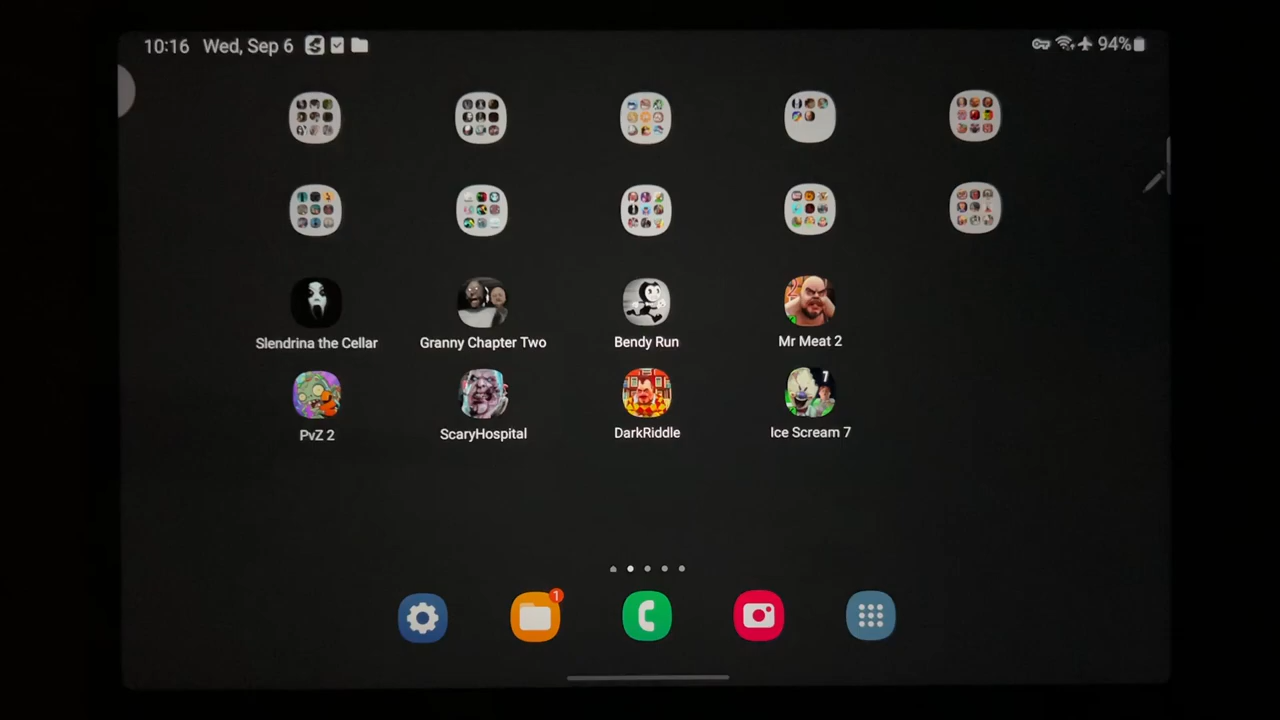 10:16 Wed, Sep 6 94%
Slendrina the Cellar Granny Chapter Two Bendy Run Mr Meat 2
PvZ 2 ScaryHospital DarkRiddle Ice Scream 7
1